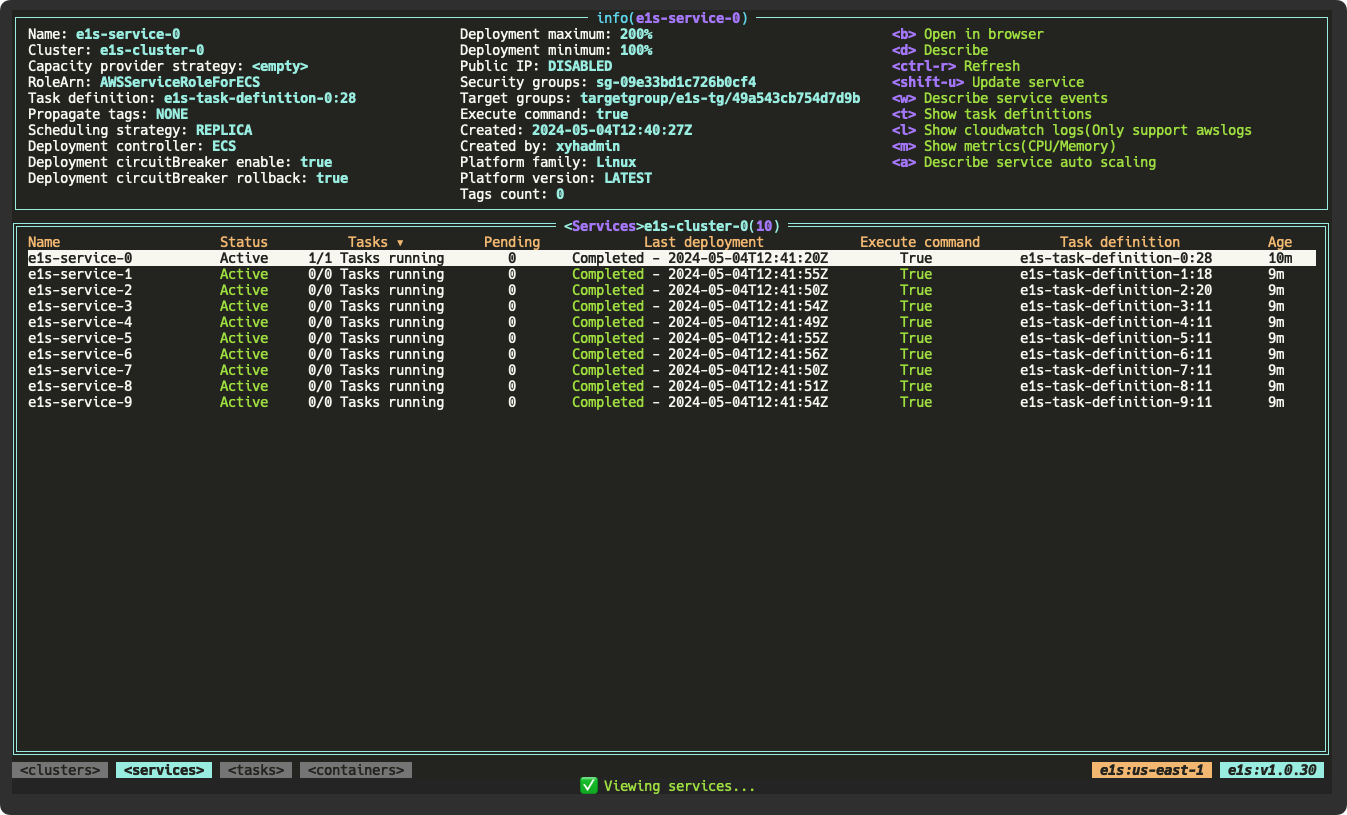 info(e1s-service-0)
Name: e1s-service-0
Cluster: e1s-cluster-0
Capacity provider strategy: <empty>
RoleArn: AWSServiceRoleForECS
Task definition: e1s-task-definition-0:28
Propagate tags: NONE
Scheduling strategy: REPLICA
Deployment controller: ECS
Deployment circuitBreaker enable: true
Deployment circuitBreaker rollback: true
Deployment maximum: 200%
Deployment minimum: 100%
Public IP: DISABLED
Security groups: sg-09e33bd1c726b0cf4
Target groups: targetgroup/e1s-tg/49a543cb754d7d9b
Execute command: true
Created: 2024-05-04T12:40:27Z
Created by: xyhadmin
Platform family: Linux
Platform version: LATEST
Tags count: 0
<b> Open in browser
<d> Describe
<ctrl-r> Refresh
<shift-u> Update service
<w> Describe service events
<t> Show task definitions
<l> Show cloudwatch logs(Only support awslogs
<m> Show metrics(CPU/Memory)
<a> Describe service auto scaling
<Services>e1s-cluster-0(10)
Name Status Tasks ▼ Pending Last deployment Execute command Task definition Age
e1s-service-0 Active 1/1 Tasks running 0 Completed - 2024-05-04T12:41:20Z True e1s-task-definition-0:28 10m
e1s-service-1 Active 0/0 Tasks running 0 Completed - 2024-05-04T12:41:55Z True e1s-task-definition-1:18 9m
e1s-service-2 Active 0/0 Tasks running 0 Completed - 2024-05-04T12:41:50Z True e1s-task-definition-2:20 9m
e1s-service-3 Active 0/0 Tasks running 0 Completed - 2024-05-04T12:41:54Z True e1s-task-definition-3:11 9m
e1s-service-4 Active 0/0 Tasks running 0 Completed - 2024-05-04T12:41:49Z True e1s-task-definition-4:11 9m
e1s-service-5 Active 0/0 Tasks running 0 Completed - 2024-05-04T12:41:55Z True e1s-task-definition-5:11 9m
e1s-service-6 Active 0/0 Tasks running 0 Completed - 2024-05-04T12:41:56Z True e1s-task-definition-6:11 9m
e1s-service-7 Active 0/0 Tasks running 0 Completed - 2024-05-04T12:41:50Z True e1s-task-definition-7:11 9m
e1s-service-8 Active 0/0 Tasks running 0 Completed - 2024-05-04T12:41:51Z True e1s-task-definition-8:11 9m
e1s-service-9 Active 0/0 Tasks running 0 Completed - 2024-05-04T12:41:54Z True e1s-task-definition-9:11 9m
<clusters> <services> <tasks> <containers> e1s:us-east-1 e1s:v1.0.30
✅ Viewing services...